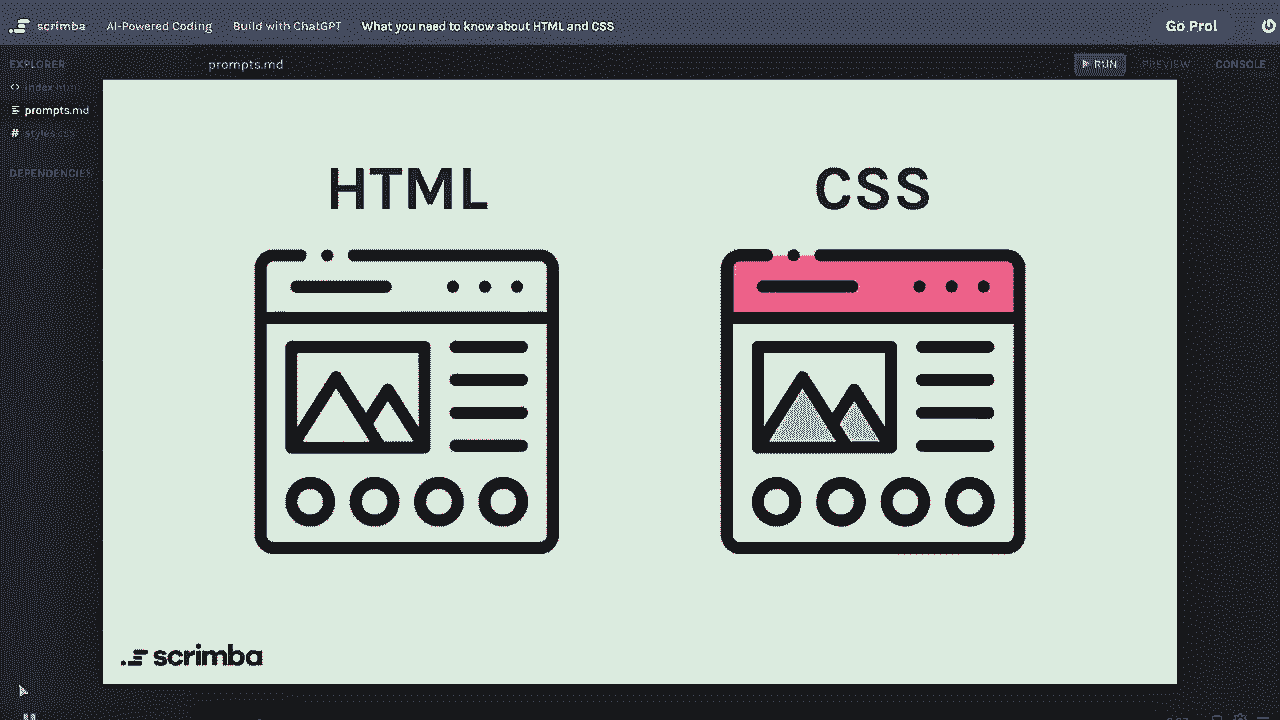 scrimba
AI-Powered Coding
Build with ChatGPT
What you need to know about HTML and CSS
Go Pro!
EXPLORER
prompts.md
RUN
PREVIEW
CONSOLE
index.html
prompts.md
styles.css
DEPENDENCIES
HTML
CSS
scrimba